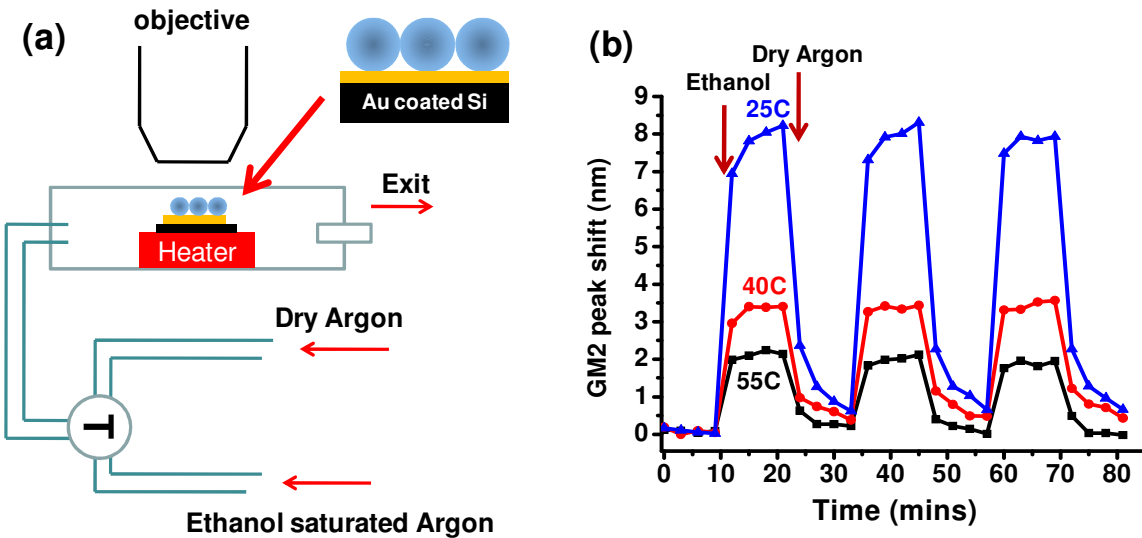 (a)
objective
Au coated Si
Exit
Heater
Dry Argon
T
Ethanol saturated Argon
(b)
Dry Argon
Ethanol
25C
40C
55C
GM2 peak shift (nm)
9
8
7
6
5
4
3
2
1
0
0 10 20 30 40 50 60 70 80
Time (mins)